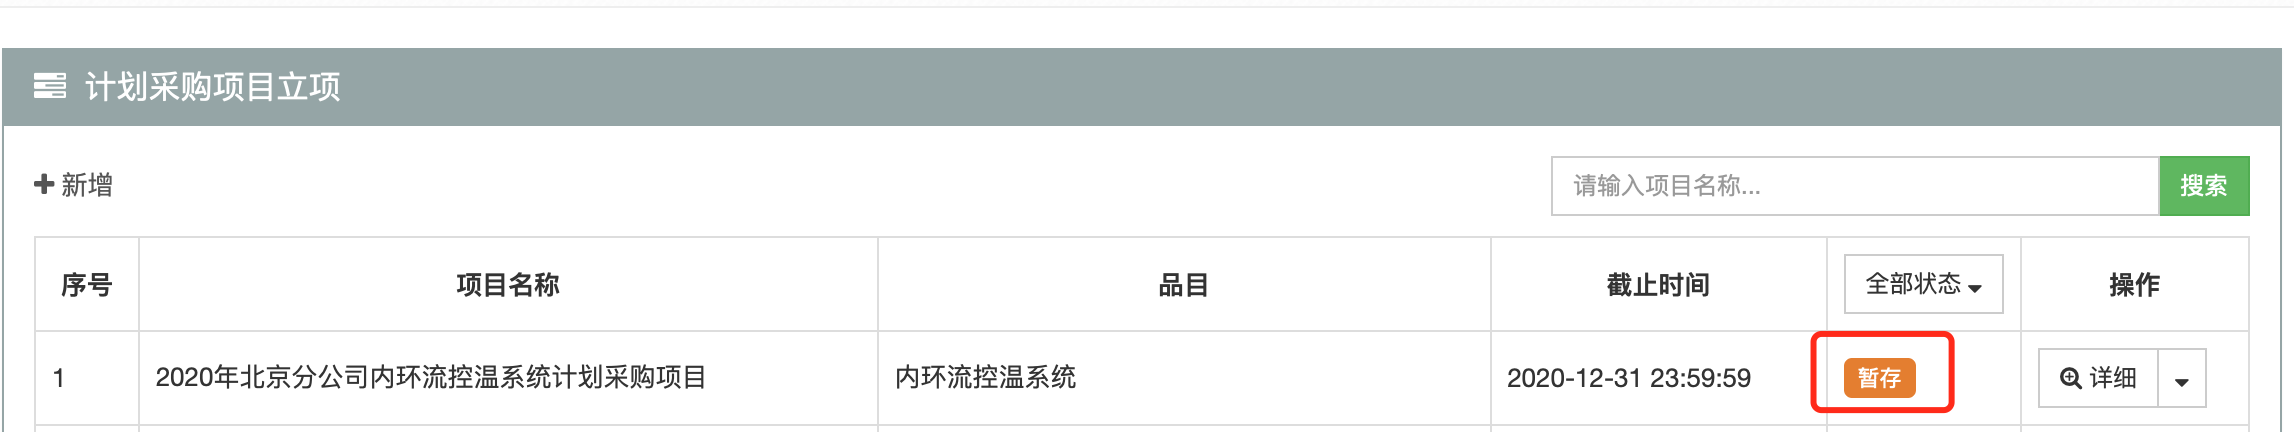 计划采购项目立项
新增
请输入项目名称...
搜索
序号 项目名称 品目 截止时间 全部状态 操作
1 2020年北京分公司内环流控温系统计划采购项目 内环流控温系统 2020-12-31 23:59:59 暂存 详细